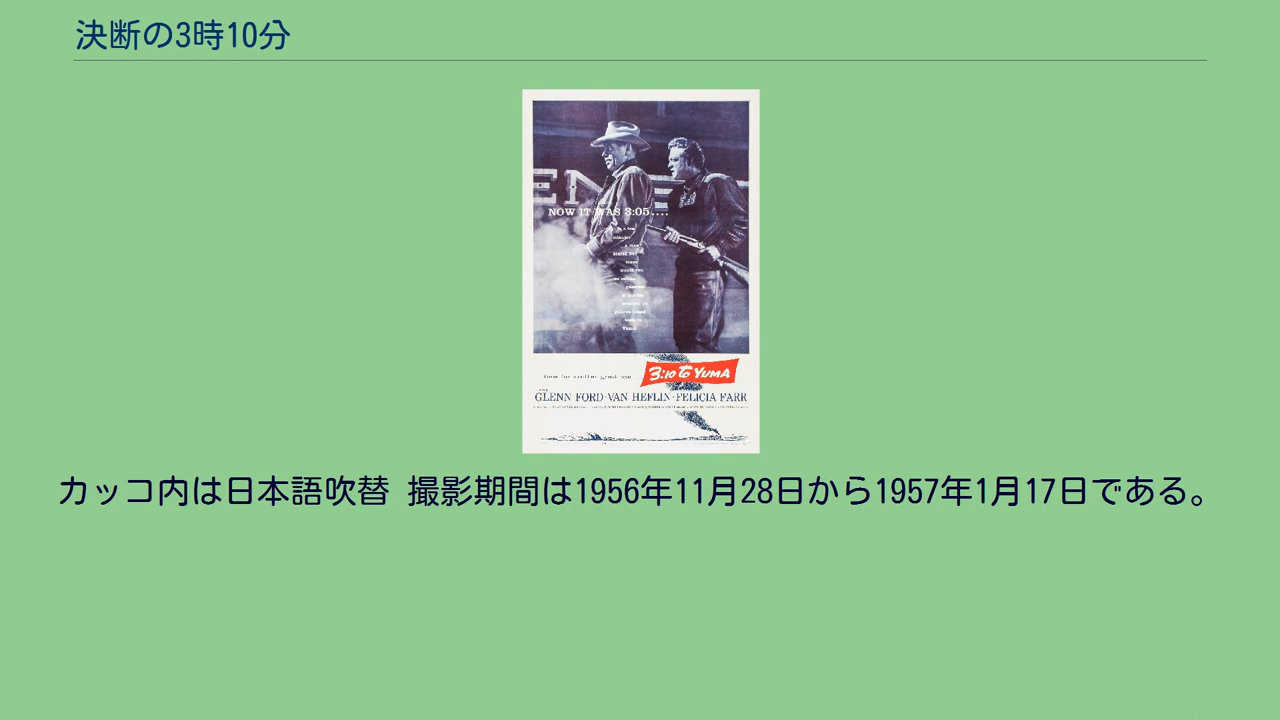 決断の3時10分
NOW IT WAS 3:05....
3:10 to YUMA
GLENN FORD·VAN HEFLIN·FELICIA FARR
カッコ内は日本語吹替 撮影期間は1956年11月28日から1957年1月17日である。